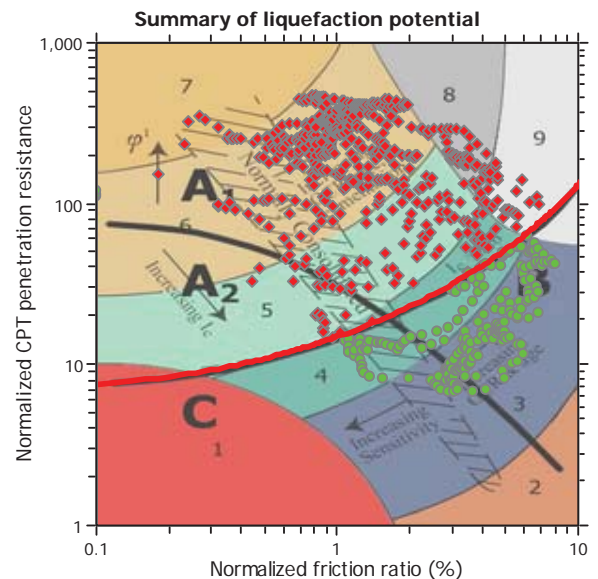 Summary of liquefaction potential
1,000
100
10
1
Normalized CPT penetration resistance
7
8
9
φ'
A1
6
Increasing Ic
A2
5
B
4
3
C
1
Increasing
Sensitivity
2
0.1
1
10
Normalized friction ratio (%)